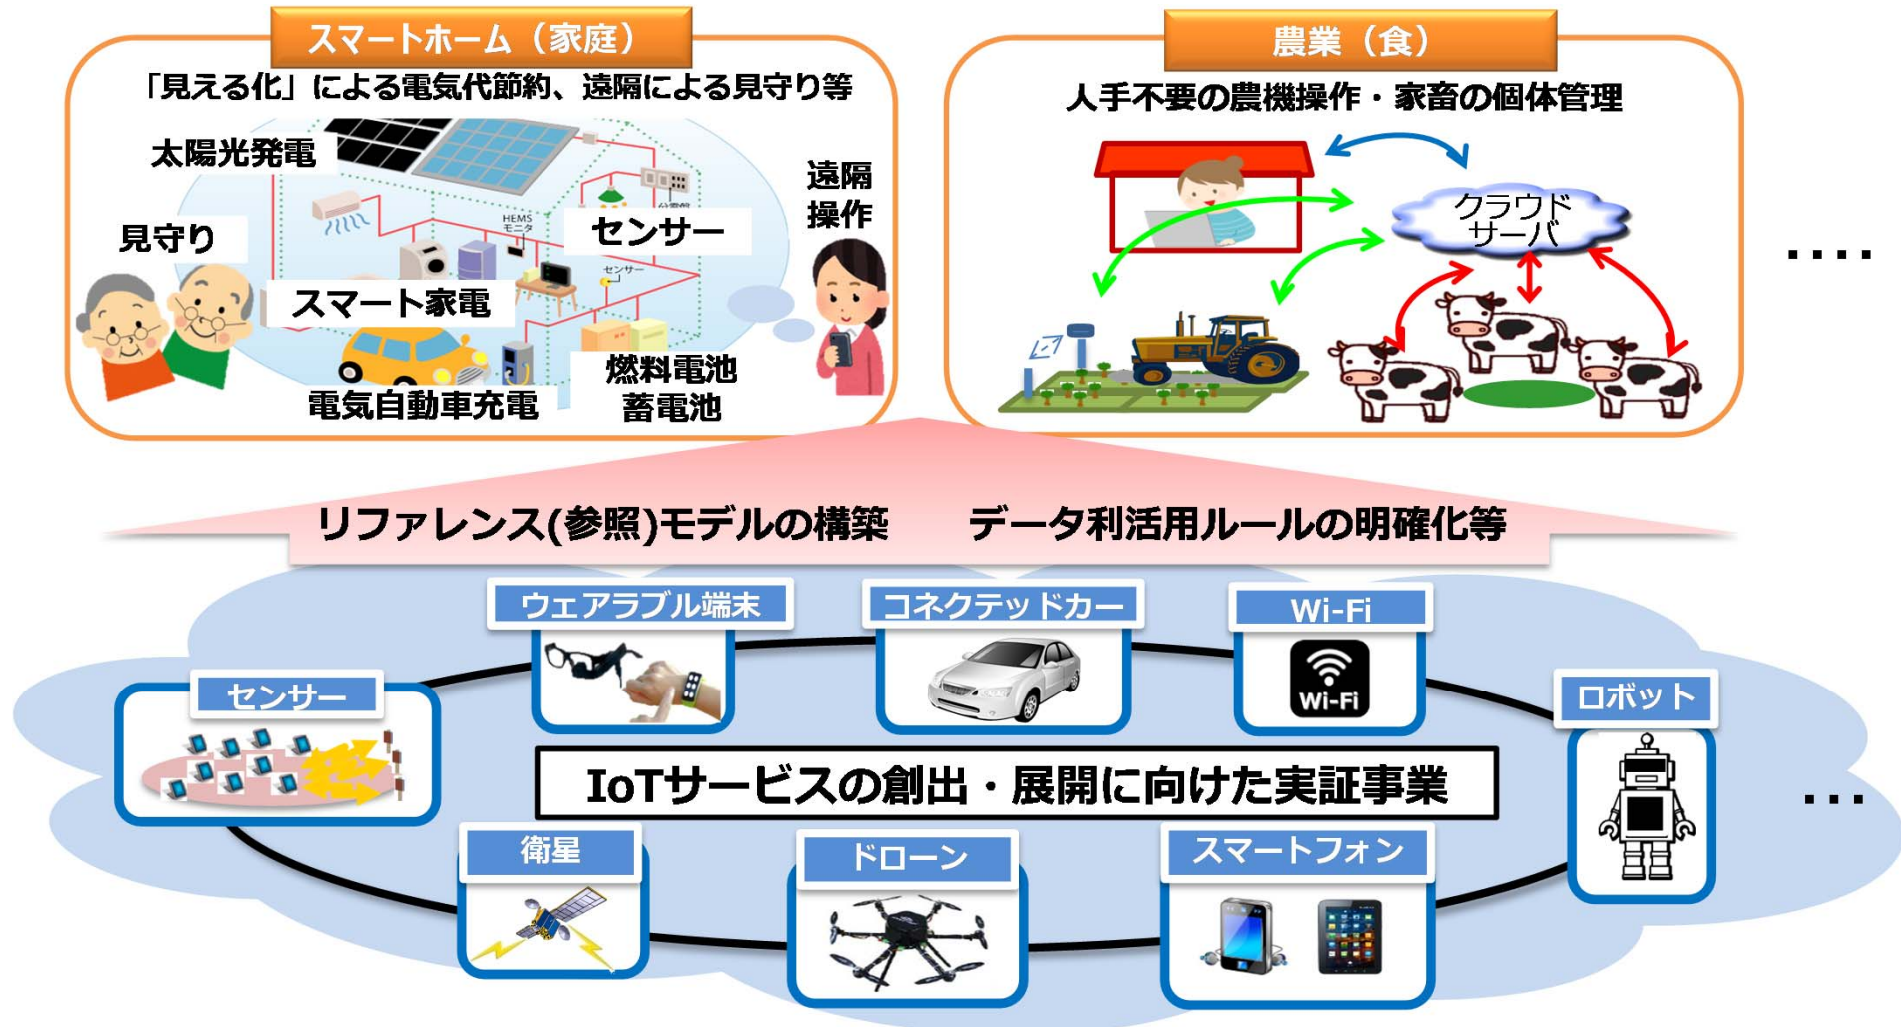 スマートホーム（家庭）
「見える化」による電気代節約、遠隔による見守り等
太陽光発電
遠隔
操作
HEMS
モニタ
センサー
見守り
センサー
スマート家電
燃料電池
蓄電池
電気自動車充電
農業（食）
人手不要の農機操作・家畜の個体管理
クラウド
サーバ
....
リファレンス(参照)モデルの構築　　データ利活用ルールの明確化等
ウェアラブル端末
コネクテッドカー
Wi-Fi
Wi-Fi
センサー
ロボット
IoTサービスの創出・展開に向けた実証事業
...
衛星
ドローン
スマートフォン